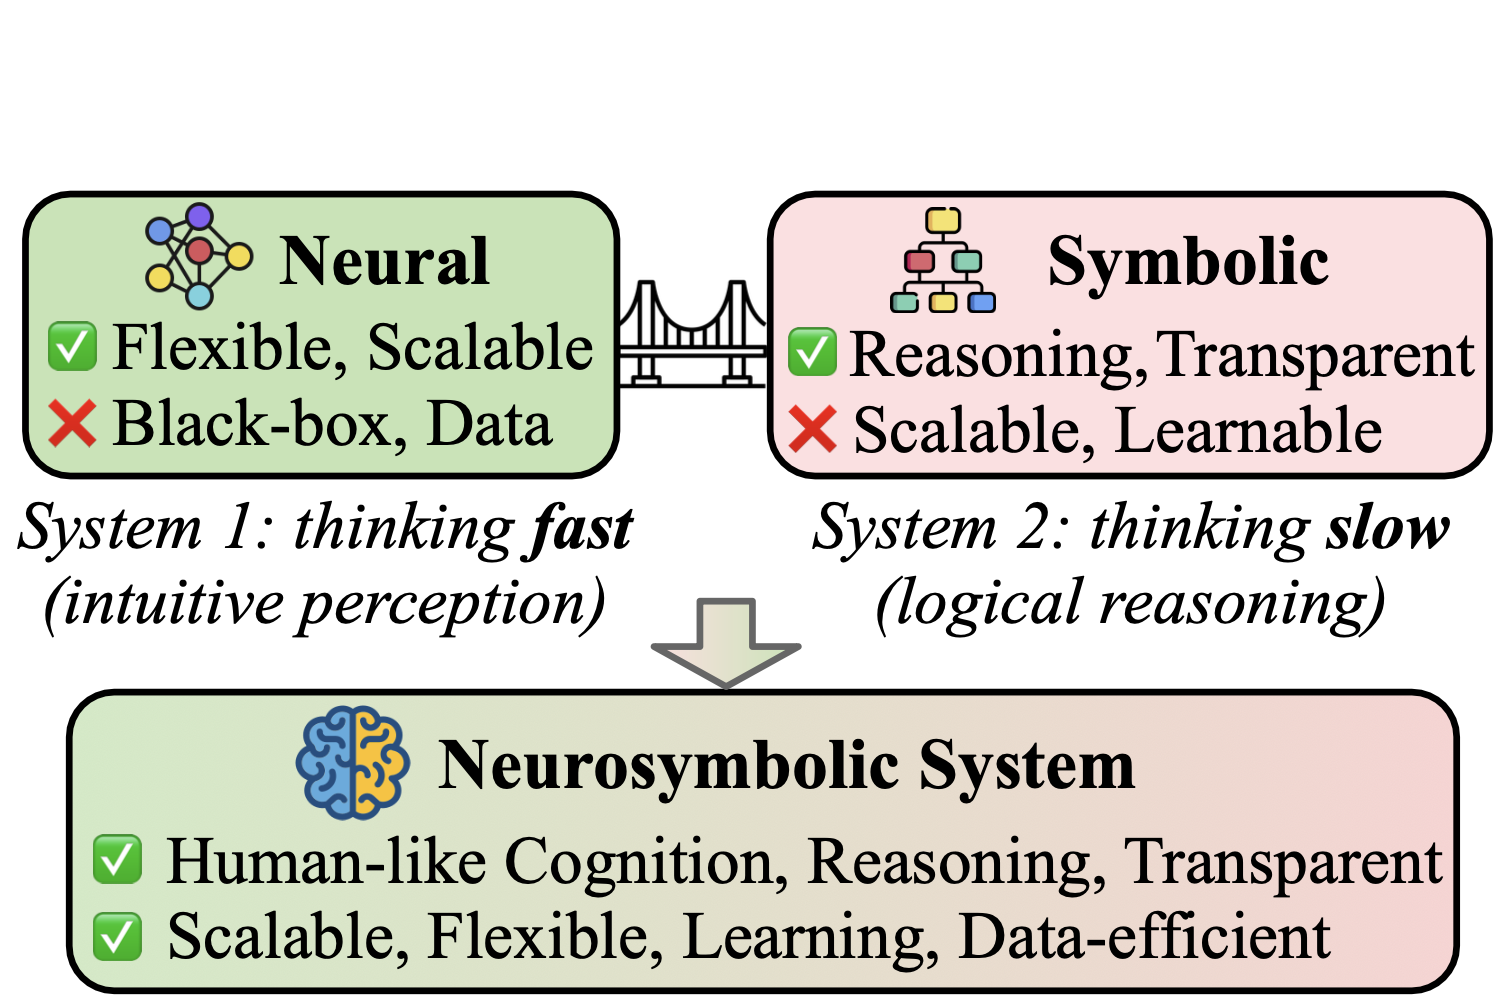 Neural
Flexible, Scalable
Black-box, Data
System 1: thinking fast
(intuitive perception)
Symbolic
Reasoning, Transparent
Scalable, Learnable
System 2: thinking slow
(logical reasoning)
Neurosymbolic System
Human-like Cognition, Reasoning, Transparent
Scalable, Flexible, Learning, Data-efficient